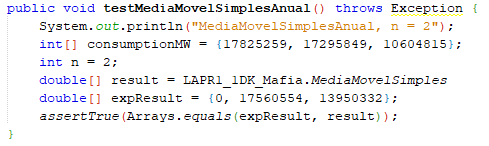 public void testMediaMovelSimplesAnual() throws Exception {
System.out.println("MediaMovelSimplesAnual, n = 2");
int[] consumptionMW = {17825259, 17295849, 10604815};
int n = 2;
double[] result = LAPR1_1DK_Mafia.MediaMovelSimples
double[] expResult = {0, 17560554, 13950332};
assertTrue(Arrays.equals(expResult, result));
}